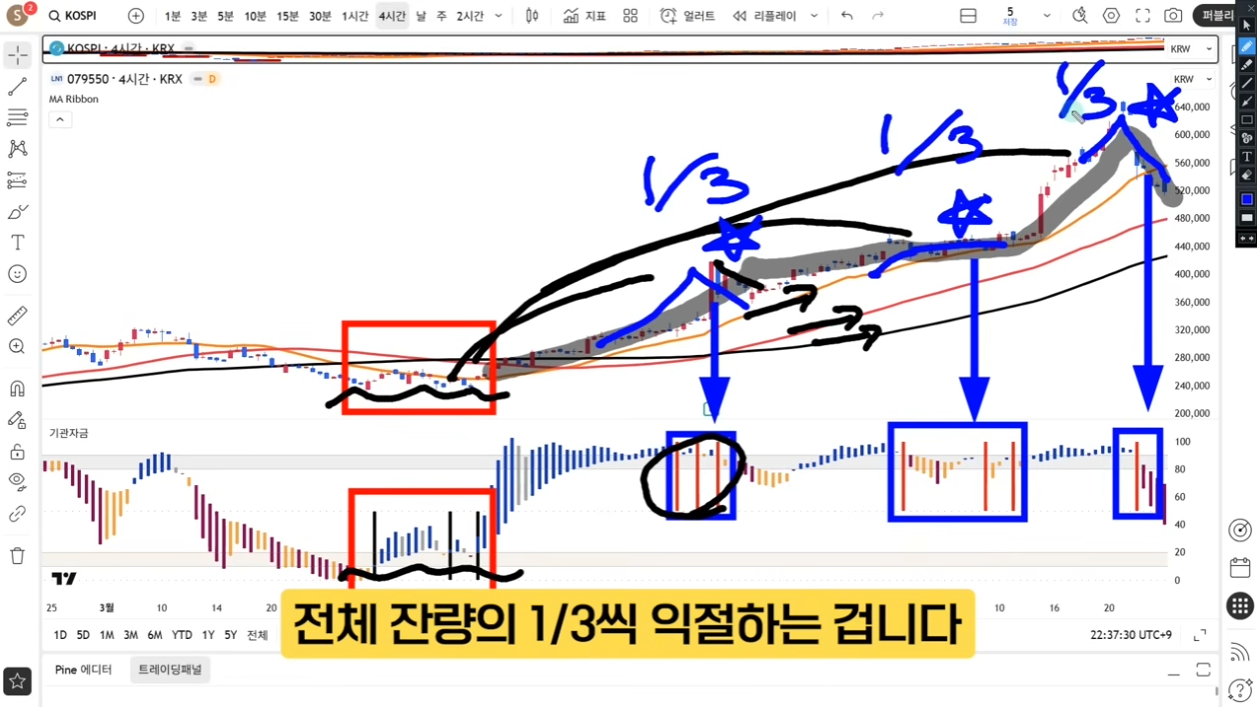 S 2 KOSPI 1분 3분 5분 10분 15분 30분 1시간 4시간 날 주 2시간 지표 얼러트 리플레이 5 저장 퍼블리
KOSPI · 4시간 · KRX KRW
LN1 079550 · 4시간 · KRX D KRW
MA Ribbon
640,000
600,000
560,000
520,000
480,000
440,000
400,000
360,000
320,000
280,000
240,000
200,000
1/3
1/3
1/3
기관자금
100
80
60
40
20
0
25 3월 10 14 20 10 16 20
전체 잔량의 1/3씩 익절하는 겁니다
1D 5D 1M 3M 6M YTD 1Y 5Y 전체 22:37:30 UTC+9
Pine 에디터 트레이딩패널